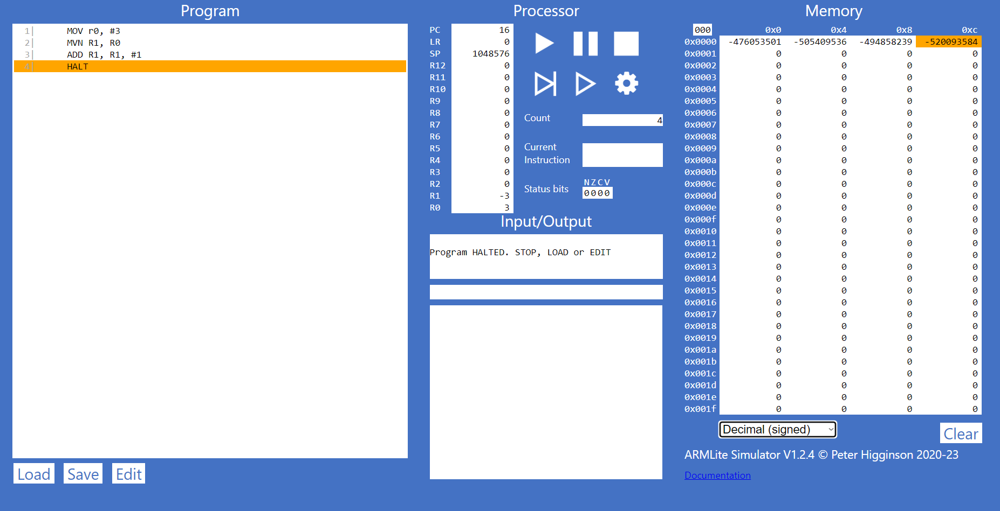 Program
1| MOV r0, #3
2| MVN R1, R0
3| ADD R1, R1, #1
4| HALT
Load Save Edit
Processor
PC 16
LR 0
SP 1048576
R12 0
R11 0
R10 0
R9 0
R8 0
R7 0
R6 0
R5 0
R4 0
R3 0
R2 0
R1 -3
R0 3
Count 4
Current
Instruction
Status bits
NZCV
0000
Input/Output
Program HALTED. STOP, LOAD or EDIT
Memory
000 0x0 0x4 0x8 0xc
0x0000 -476053501 -505409536 -494858239 -520093584
0x0001 0 0 0 0
0x0002 0 0 0 0
0x0003 0 0 0 0
0x0004 0 0 0 0
0x0005 0 0 0 0
0x0006 0 0 0 0
0x0007 0 0 0 0
0x0008 0 0 0 0
0x0009 0 0 0 0
0x000a 0 0 0 0
0x000b 0 0 0 0
0x000c 0 0 0 0
0x000d 0 0 0 0
0x000e 0 0 0 0
0x000f 0 0 0 0
0x0010 0 0 0 0
0x0011 0 0 0 0
0x0012 0 0 0 0
0x0013 0 0 0 0
0x0014 0 0 0 0
0x0015 0 0 0 0
0x0016 0 0 0 0
0x0017 0 0 0 0
0x0018 0 0 0 0
0x0019 0 0 0 0
0x001a 0 0 0 0
0x001b 0 0 0 0
0x001c 0 0 0 0
0x001d 0 0 0 0
0x001e 0 0 0 0
0x001f 0 0 0 0
Decimal (signed)
Clear
ARMLite Simulator V1.2.4 © Peter Higginson 2020-23
Documentation